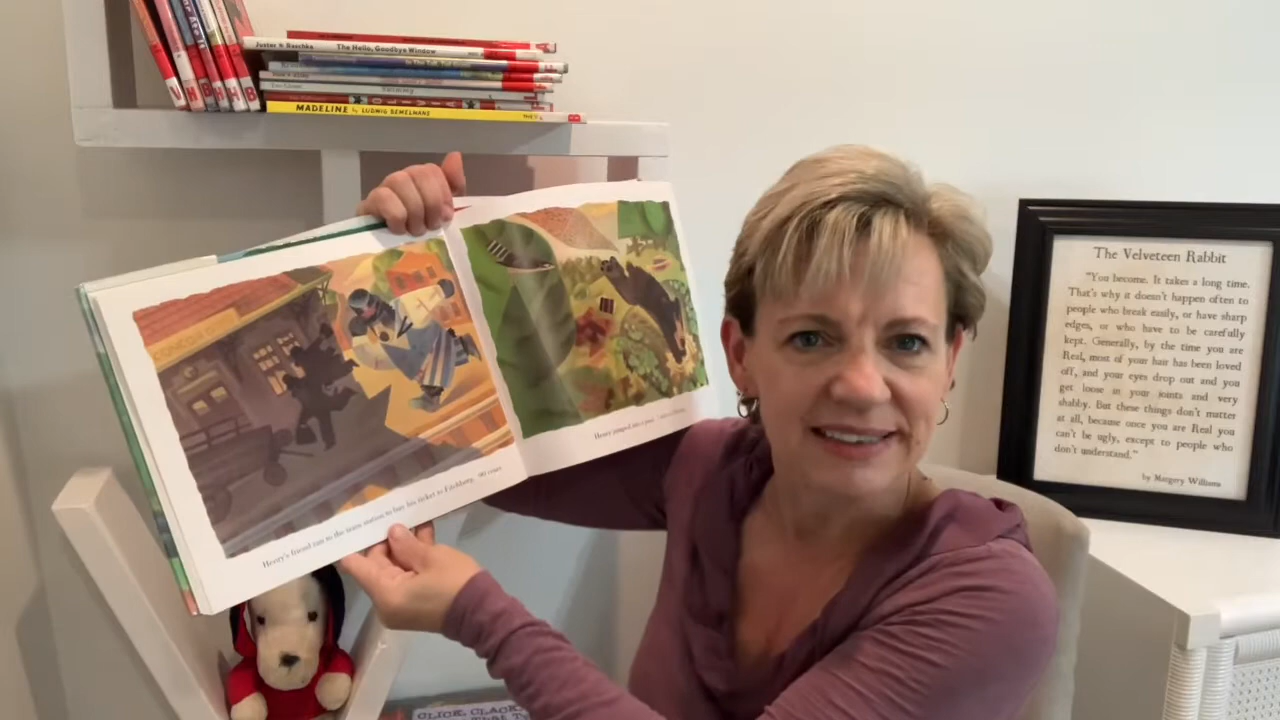 Juster & Raschka The Hello, Goodbye Window
Swimmy
OLIVIA
MADELINE by LUDWIG BEMELMANS
CONCORD
Henry's friend ran to the train station to buy his ticket to Fitchburg. 90 cents
Henry jumped into a pond.
The Velveteen Rabbit
"You become. It takes a long time.
That's why it doesn't happen often to
people who break easily, or have sharp
edges, or who have to be carefully
kept. Generally, by the time you are
Real, most of your hair has been loved
off, and your eyes drop out and you
get loose in your joints and very
shabby. But these things don't matter
at all, because once you are Real you
can't be ugly, except to people who
don't understand."
by Margery Williams
CLICK, CLACK,